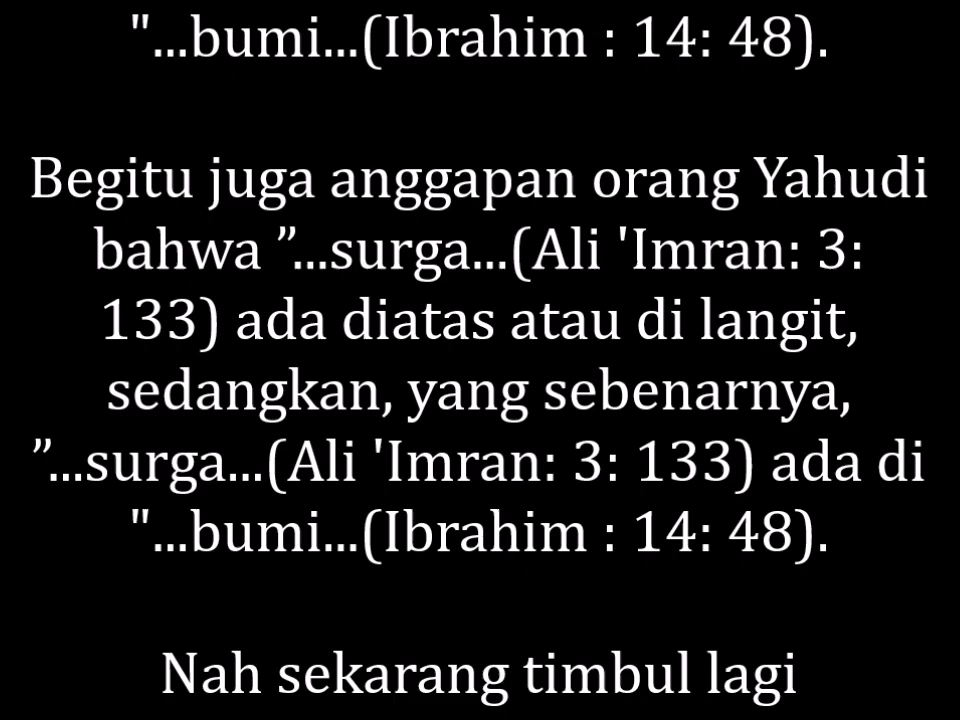 "...bumi...(Ibrahim : 14: 48).
Begitu juga anggapan orang Yahudi
bahwa ”...surga...(Ali 'Imran: 3:
133) ada diatas atau di langit,
sedangkan, yang sebenarnya,
”...surga...(Ali 'Imran: 3: 133) ada di
"...bumi...(Ibrahim : 14: 48).
Nah sekarang timbul lagi